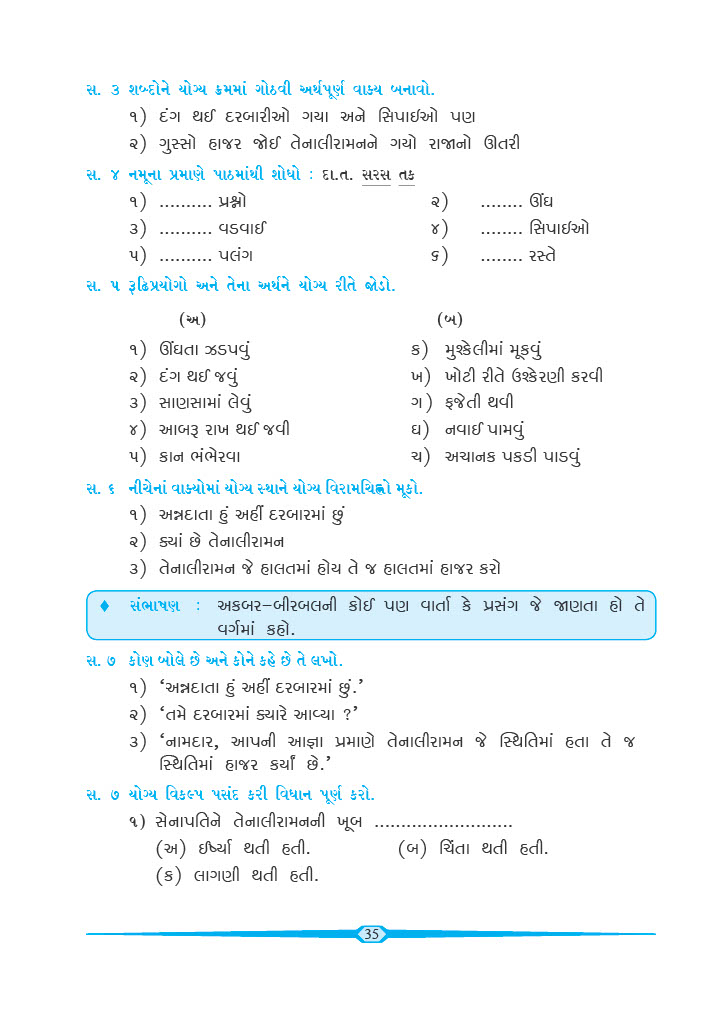 સ. ૩ શબ્દોને યોગ્ય ક્રમમાં ગોઠવી અર્થપૂર્ણ વાક્ય બનાવો.
૧) દંગ થઈ દરબારીઓ ગયા અને સિપાઈઓ પણ
૨) ગુસ્સો હાજર જોઈ તેનાલીરામનને ગયો રાજાનો ઊતરી
સ. ૪ નમૂના પ્રમાણે પાઠમાંથી શોધો : દા.ત. સરસ તક
૧) .......... પ્રશ્નો ૨) ........ ઊંઘ
૩) .......... વડવાઈ ૪) ........ સિપાઈઓ
૫) .......... પલંગ ૬) ........ રસ્તે
સ. ૫ રૂઢિપ્રયોગો અને તેના અર્થને યોગ્ય રીતે જોડો.
(અ) (બ)
૧) ઊંઘતા ઝડપવું ક) મુશ્કેલીમાં મૂકવું
૨) દંગ થઈ જવું ખ) ખોટી રીતે ઉશ્કેરણી કરવી
૩) સાણસામાં લેવું ગ) ફજેતી થવી
૪) આબરૂ રાખ થઈ જવી ઘ) નવાઈ પામવું
૫) કાન ભંભેરવા ચ) અચાનક પકડી પાડવું
સ. ૬ નીચેનાં વાક્યોમાં યોગ્ય સ્થાને યોગ્ય વિરામચિહ્નો મૂકો.
૧) અન્નદાતા હું અહીં દરબારમાં છું
૨) ક્યાં છે તેનાલીરામન
૩) તેનાલીરામન જે હાલતમાં હોય તે જ હાલતમાં હાજર કરો
♦ સંભાષણ : અકબર–બીરબલની કોઈ પણ વાર્તા કે પ્રસંગ જે જાણતા હો તે
વર્ગમાં કહો.
સ. ૭ કોણ બોલે છે અને કોને કહે છે તે લખો.
૧) ‘અન્નદાતા હું અહીં દરબારમાં છું.’
૨) ‘તમે દરબારમાં ક્યારે આવ્યા ?’
૩) ‘નામદાર, આપની આજ્ઞા પ્રમાણે તેનાલીરામન જે સ્થિતિમાં હતા તે જ
સ્થિતિમાં હાજર કર્યાં છે.’
સ. ૭ યોગ્ય વિકલ્પ પસંદ કરી વિધાન પૂર્ણ કરો.
૧) સેનાપતિને તેનાલીરામનની ખૂબ ..........................
(અ) ઈર્ષ્યા થતી હતી. (બ) ચિંતા થતી હતી.
(ક) લાગણી થતી હતી.
35